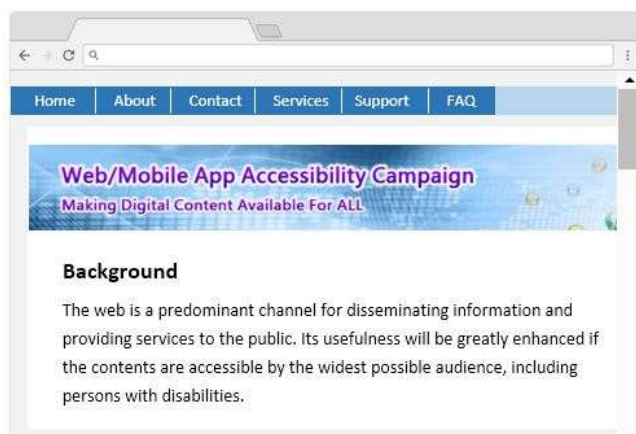 Home About Contact Services Support FAQ
Web/Mobile App Accessibility Campaign
Making Digital Content Available For ALL
Background
The web is a predominant channel for disseminating information and
providing services to the public. Its usefulness will be greatly enhanced if
the contents are accessible by the widest possible audience, including
persons with disabilities.